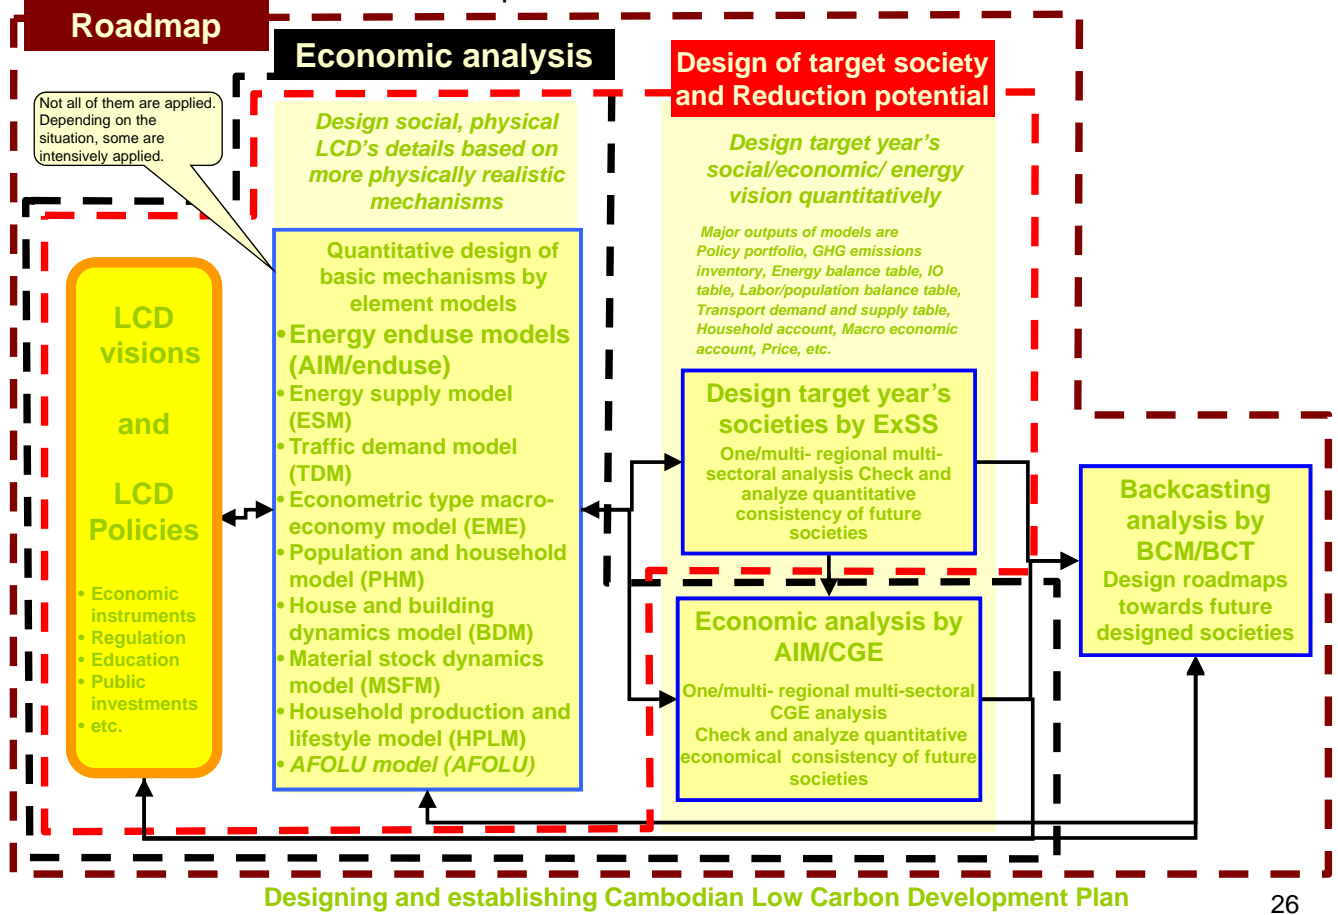 Roadmap
Economic analysis
Design of target society
and Reduction potential
Not all of them are applied.
Depending on the
situation, some are
intensively applied.
Design social, physical
LCD's details based on
more physically realistic
mechanisms
Design target year's
social/economic/ energy
vision quantitatively
Major outputs of models are
Policy portfolio, GHG emissions
inventory, Energy balance table, IO
table, Labor/population balance table,
Transport demand and supply table,
Household account, Macro economic
account, Price, etc.
LCD
visions
and
LCD
Policies
• Economic
instruments
• Regulation
• Education
• Public
investments
• etc.
Quantitative design of
basic mechanisms by
element models
• Energy enduse models
(AIM/enduse)
• Energy supply model
(ESM)
• Traffic demand model
(TDM)
• Econometric type macro-
economy model (EME)
• Population and household
model (PHM)
• House and building
dynamics model (BDM)
• Material stock dynamics
model (MSFM)
• Household production and
lifestyle model (HPLM)
• AFOLU model (AFOLU)
Design target year's
societies by ExSS
One/multi- regional multi-
sectoral analysis Check and
analyze quantitative
consistency of future
societies
Economic analysis by
AIM/CGE
One/multi- regional multi-sectoral
CGE analysis
Check and analyze quantitative
economical consistency of future
societies
Backcasting
analysis by
BCM/BCT
Design roadmaps
towards future
designed societies
Designing and establishing Cambodian Low Carbon Development Plan
26